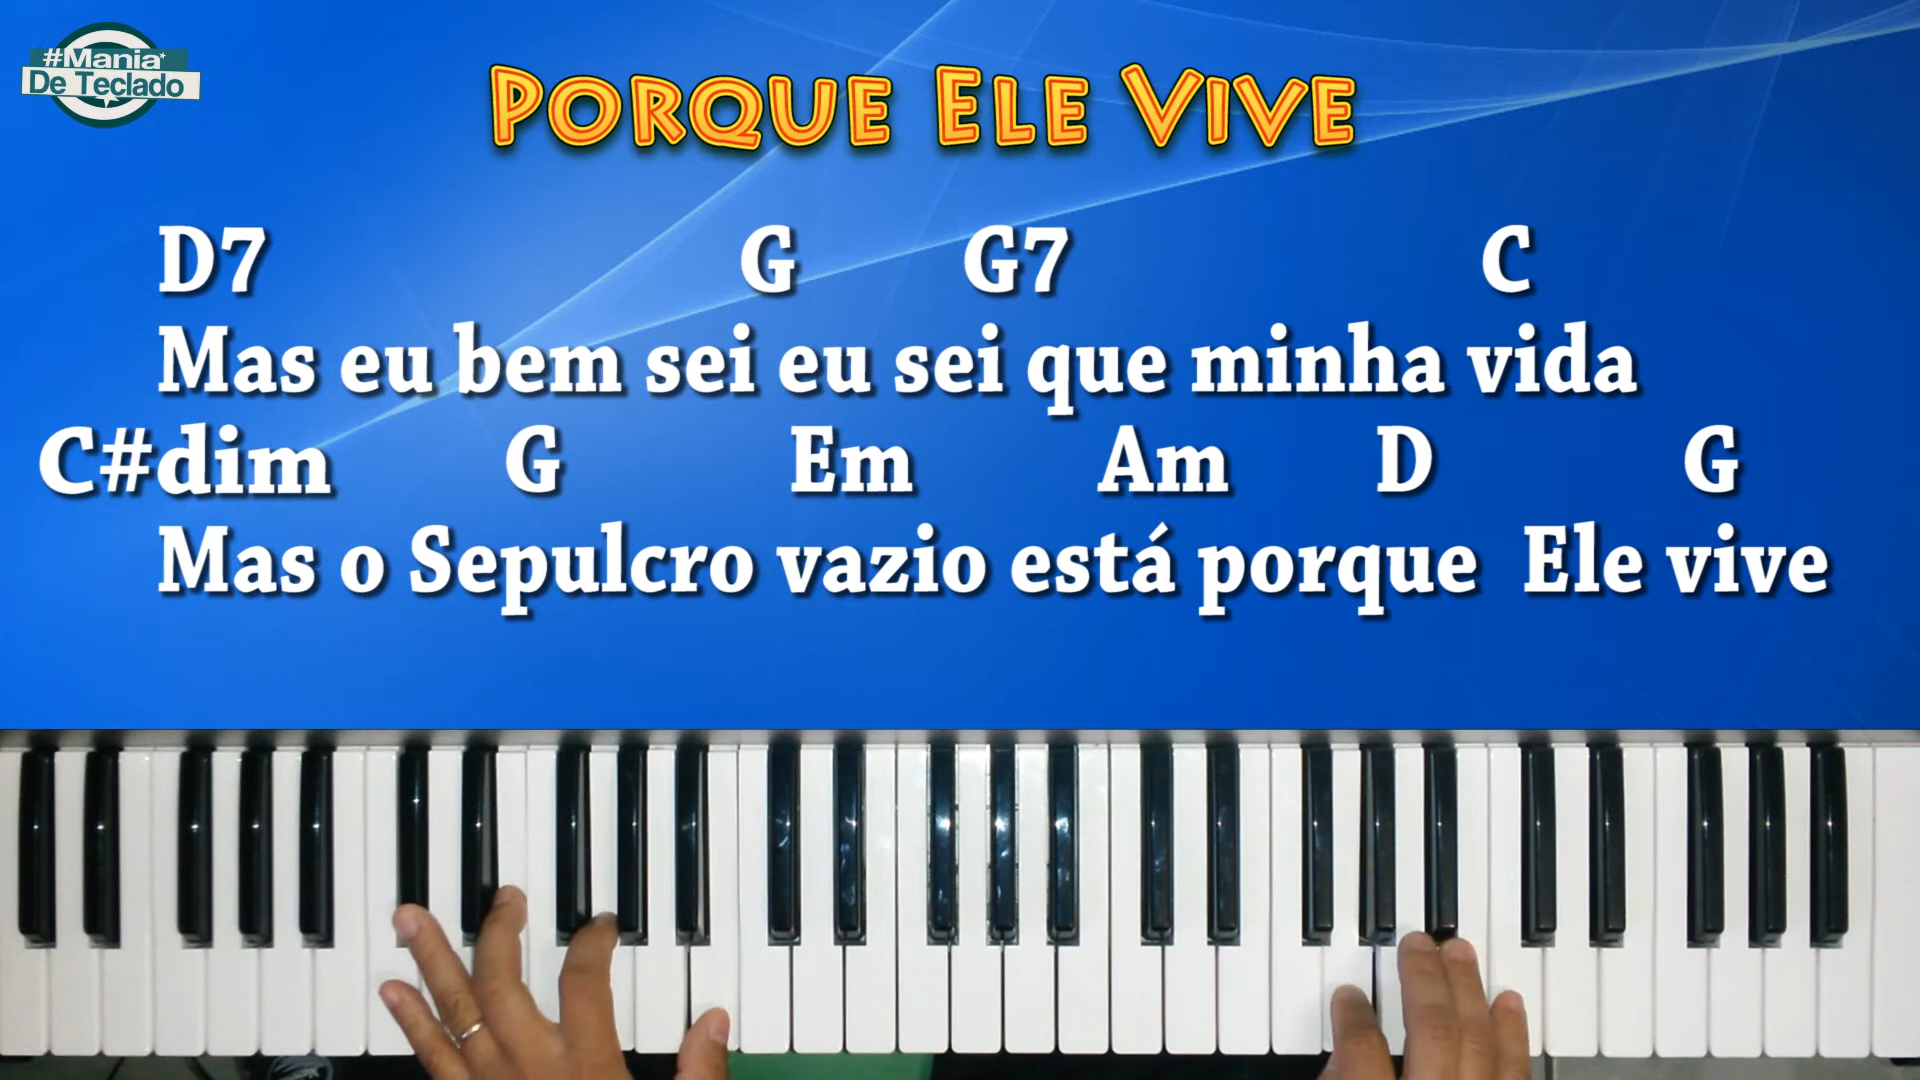 #Mania
De Teclado
Porque Ele Vive
D7 G G7 C
Mas eu bem sei eu sei que minha vida
C#dim G Em Am D G
Mas o Sepulcro vazio está porque Ele vive